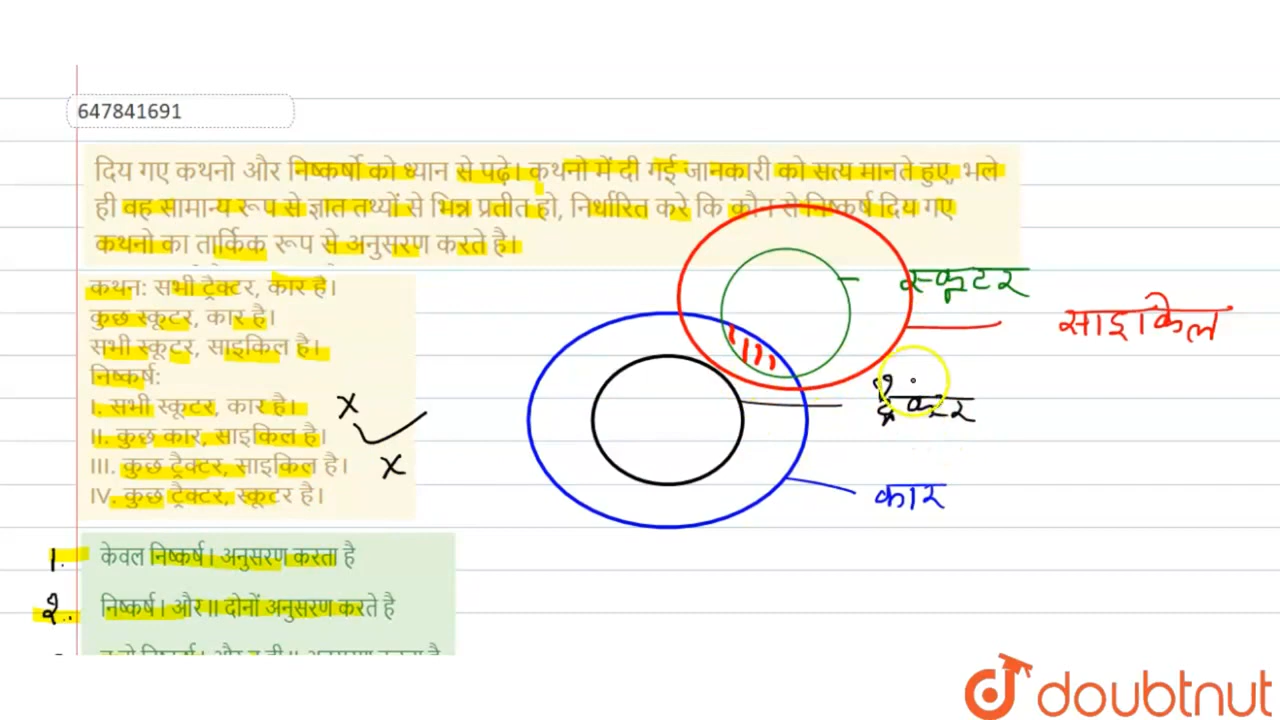 647841691
दिय गए कथनो और निष्कर्षो को ध्यान से पढ़े। कथनो में दी गई जानकारी को सत्य मानते हुए, भले
ही वह सामान्य रूप से ज्ञात तथ्यों से भिन्न प्रतीत हो, निर्धारित करे कि कौन से निष्कर्ष दिय गए
कथनो का तार्किक रूप से अनुसरण करते है।
कथन: सभी ट्रैक्टर, कार है।
कुछ स्कूटर, कार है।
सभी स्कूटर, साइकिल है।
निष्कर्ष:
I. सभी स्कूटर, कार है।
II. कुछ कार, साइकिल है।
III. कुछ ट्रैक्टर, साइकिल है।
IV. कुछ ट्रैक्टर, स्कूटर है।
स्कूटर
साइकिल
कार
1. केवल निष्कर्ष। अनुसरण करता है
2. निष्कर्ष। और॥ दोनों अनुसरण करते है
doubtnut